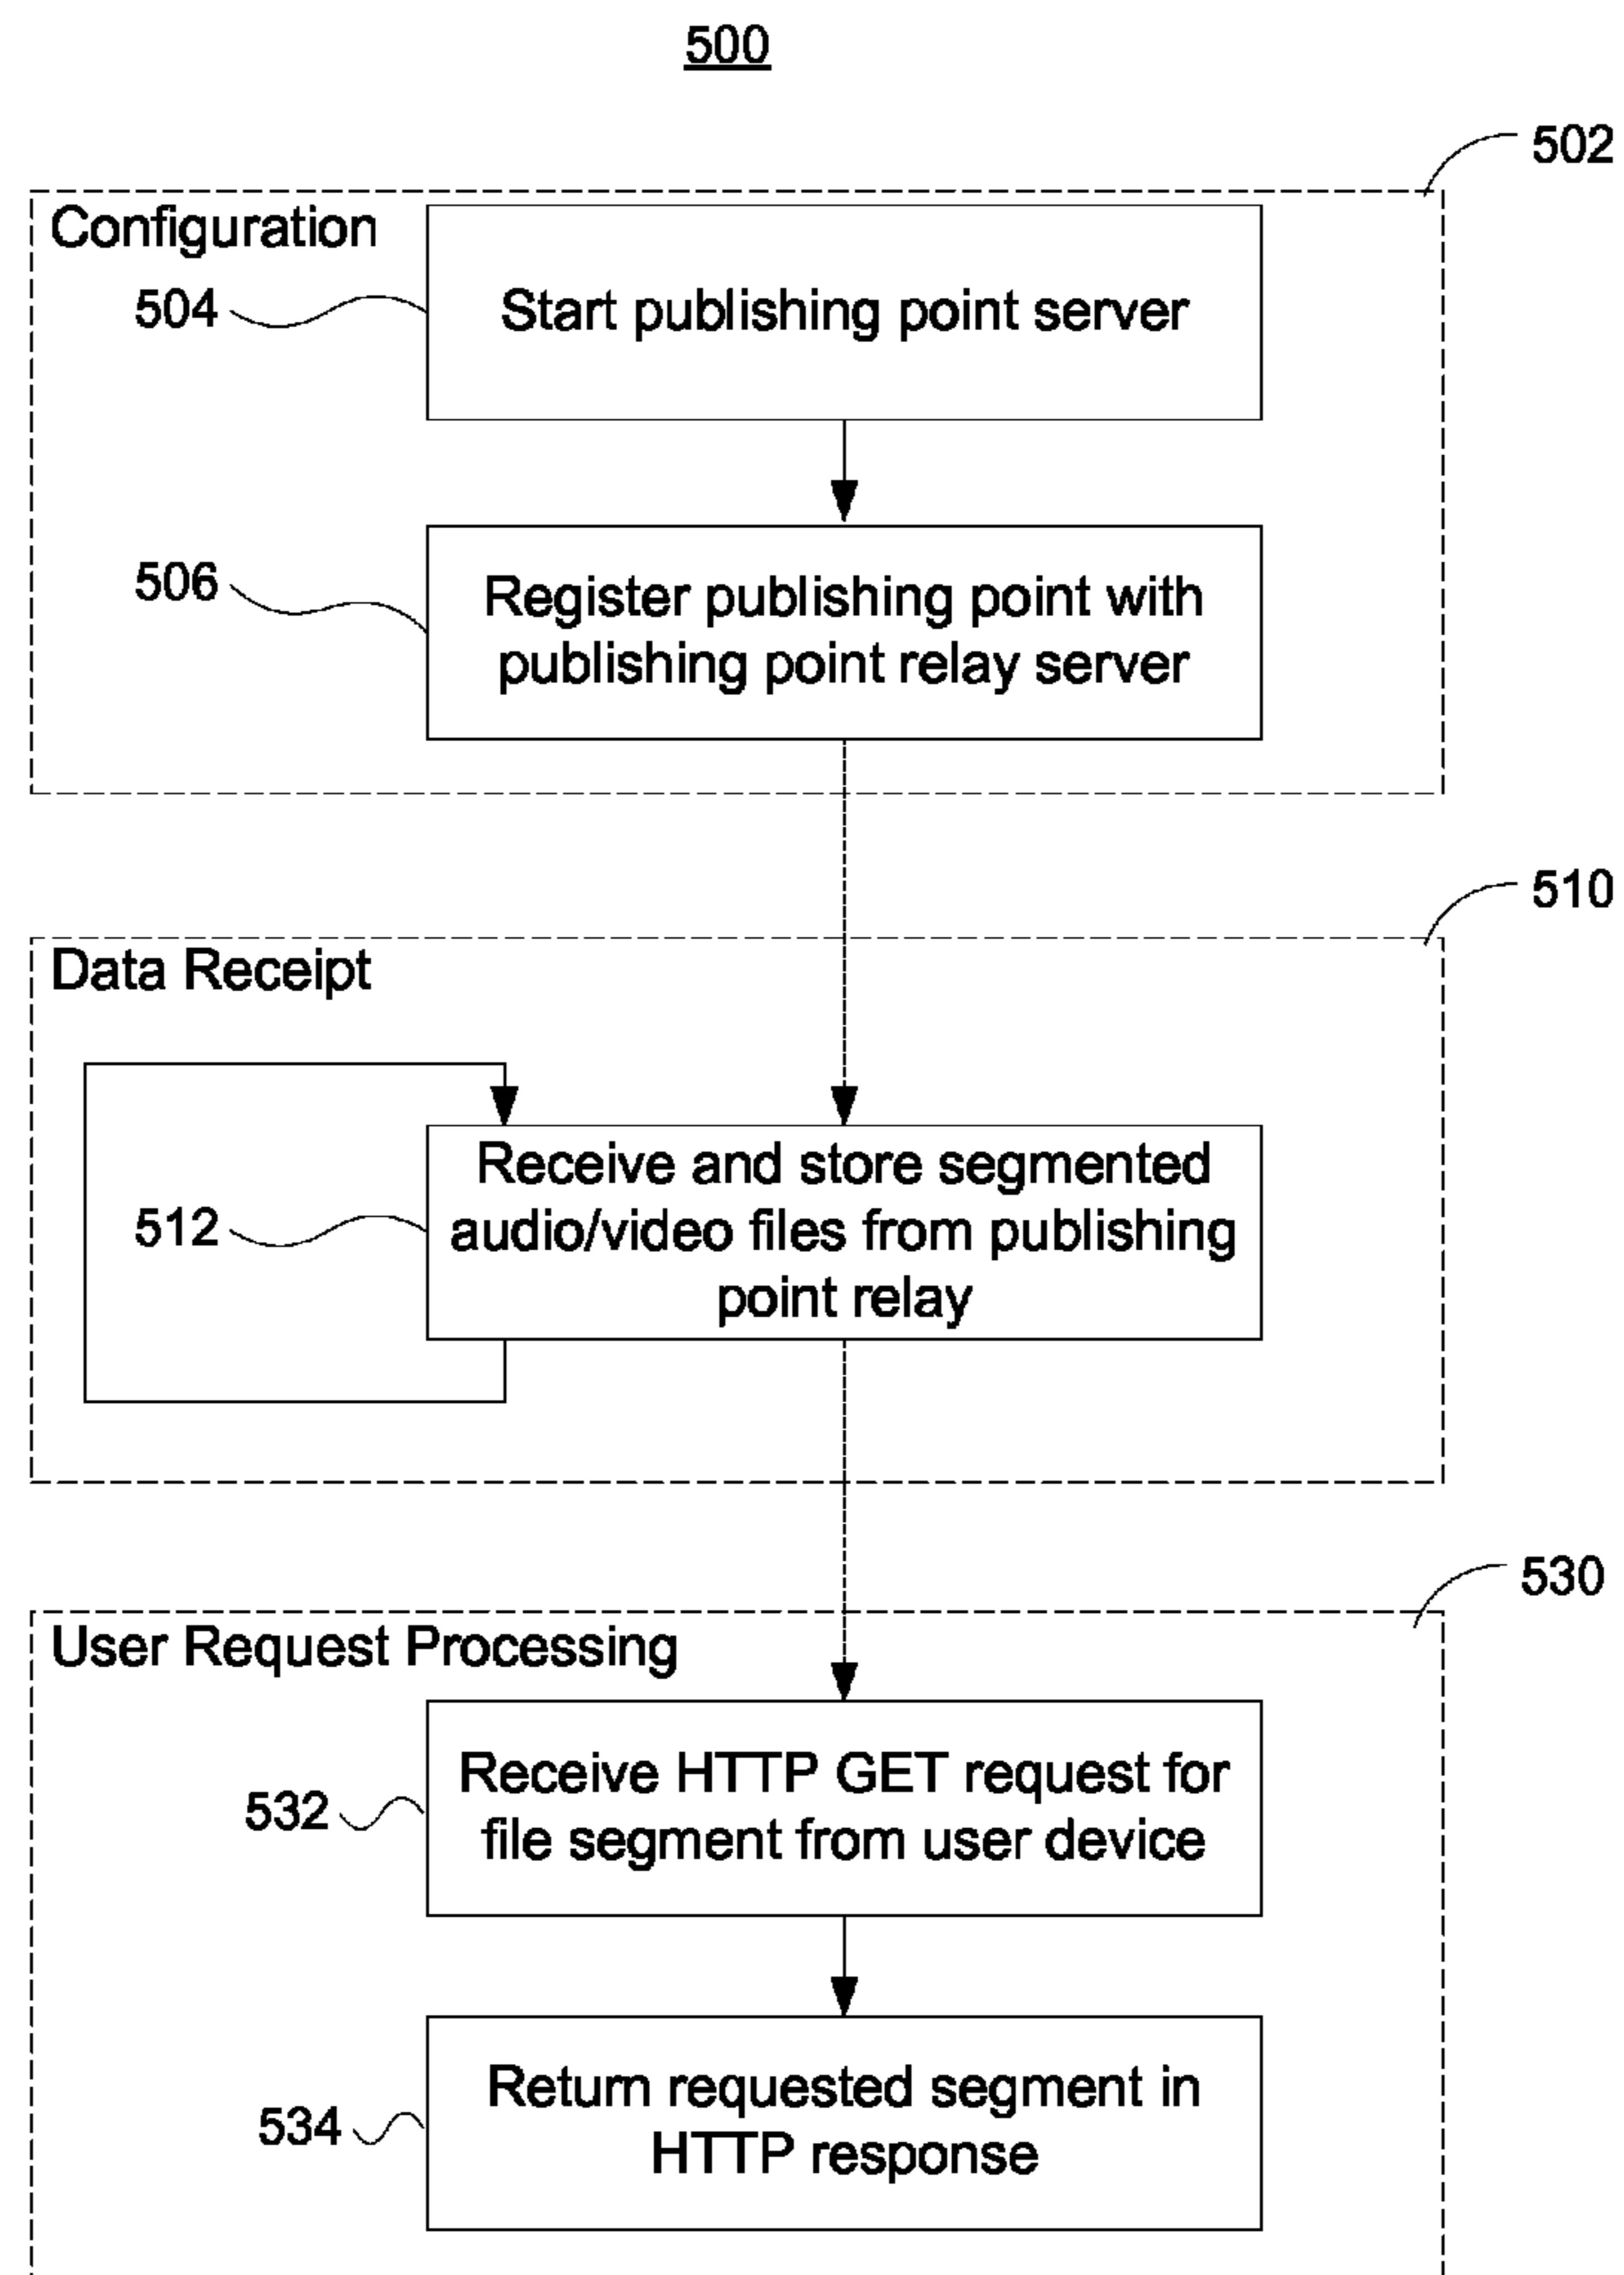 500
502
Configuration
504
Start publishing point server
506
Register publishing point with
publishing point relay server
510
Data Receipt
512
Receive and store segmented
audio/video files from publishing
point relay
530
User Request Processing
532
Receive HTTP GET request for
file segment from user device
534
Return requested segment in
HTTP response